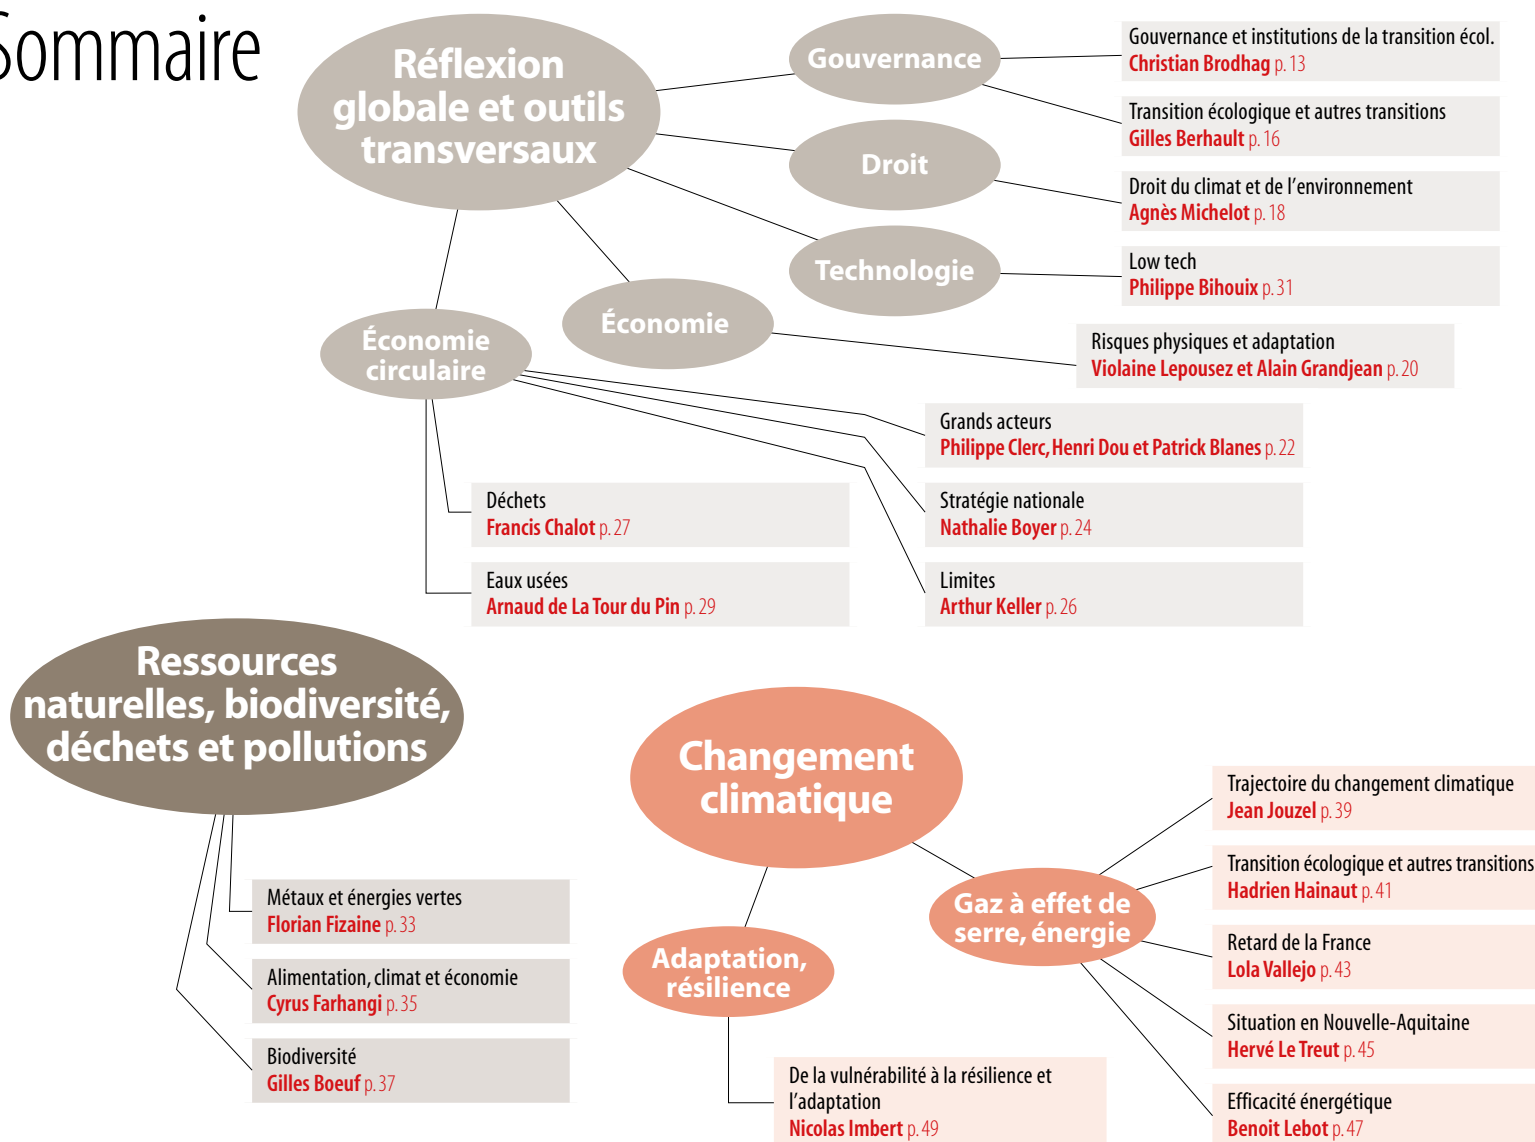 Sommaire
Réflexion
globale et outils
transversaux
Gouvernance
Gouvernance et institutions de la transition écol.
Christian Brodhag p. 13
Transition écologique et autres transitions
Gilles Berhault p. 16
Droit
Droit du climat et de l’environnement
Agnès Michelot p. 18
Technologie
Low tech
Philippe Bihouix p. 31
Économie
Risques physiques et adaptation
Violaine Lepousez et Alain Grandjean p. 20
Économie
circulaire
Grands acteurs
Philippe Clerc, Henri Dou et Patrick Blanes p. 22
Stratégie nationale
Nathalie Boyer p. 24
Limites
Arthur Keller p. 26
Déchets
Francis Chalot p. 27
Eaux usées
Arnaud de La Tour du Pin p. 29
Ressources
naturelles, biodiversité,
déchets et pollutions
Métaux et énergies vertes
Florian Fizaine p. 33
Alimentation, climat et économie
Cyrus Farhangi p. 35
Biodiversité
Gilles Boeuf p. 37
Changement
climatique
Gaz à effet de
serre, énergie
Trajectoire du changement climatique
Jean Jouzel p. 39
Transition écologique et autres transitions
Hadrien Hainaut p. 41
Retard de la France
Lola Vallejo p. 43
Situation en Nouvelle-Aquitaine
Hervé Le Treut p. 45
Efficacité énergétique
Benoit Lebot p. 47
Adaptation,
résilience
De la vulnérabilité à la résilience et
l’adaptation
Nicolas Imbert p. 49